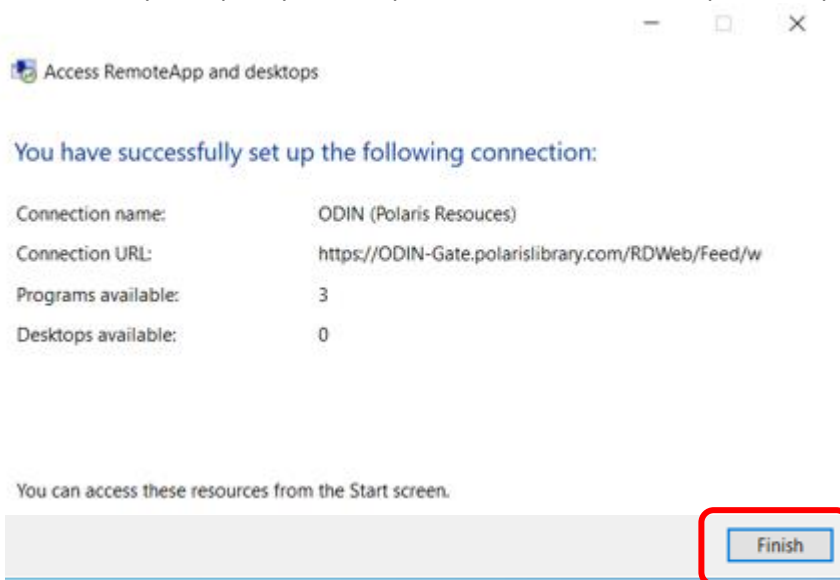 Access RemoteApp and desktops
You have successfully set up the following connection:
Connection name: ODIN (Polaris Resouces)
Connection URL: https://ODIN-Gate.polarislibrary.com/RDWeb/Feed/w
Programs available: 3
Desktops available: 0
You can access these resources from the Start screen.
Finish